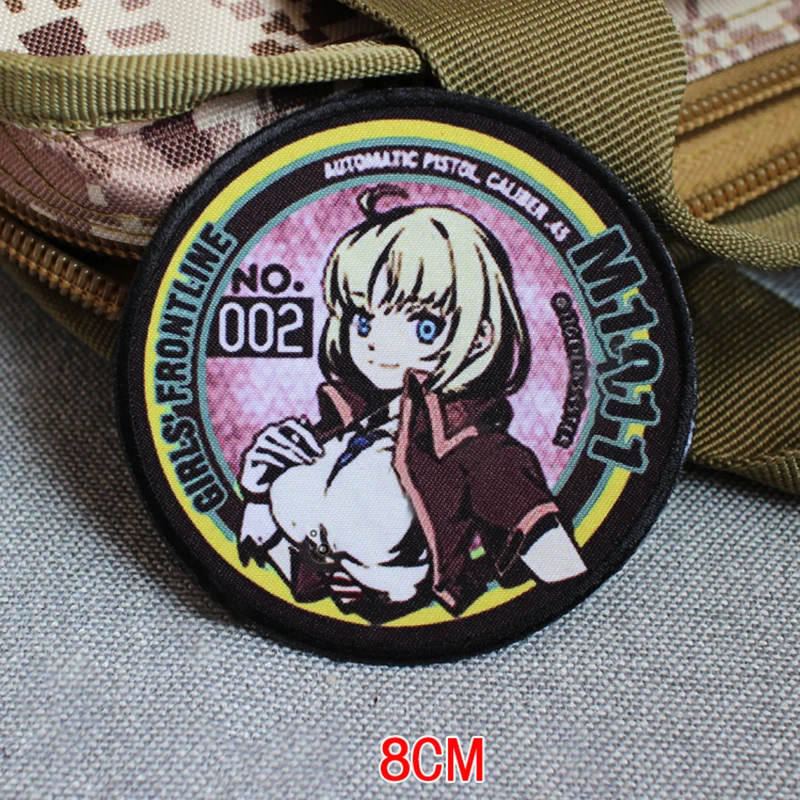 AUTOMATIC PISTOL CALIBER .45
GIRLS' FRONTLINE
NO.
002
M1911
8CM